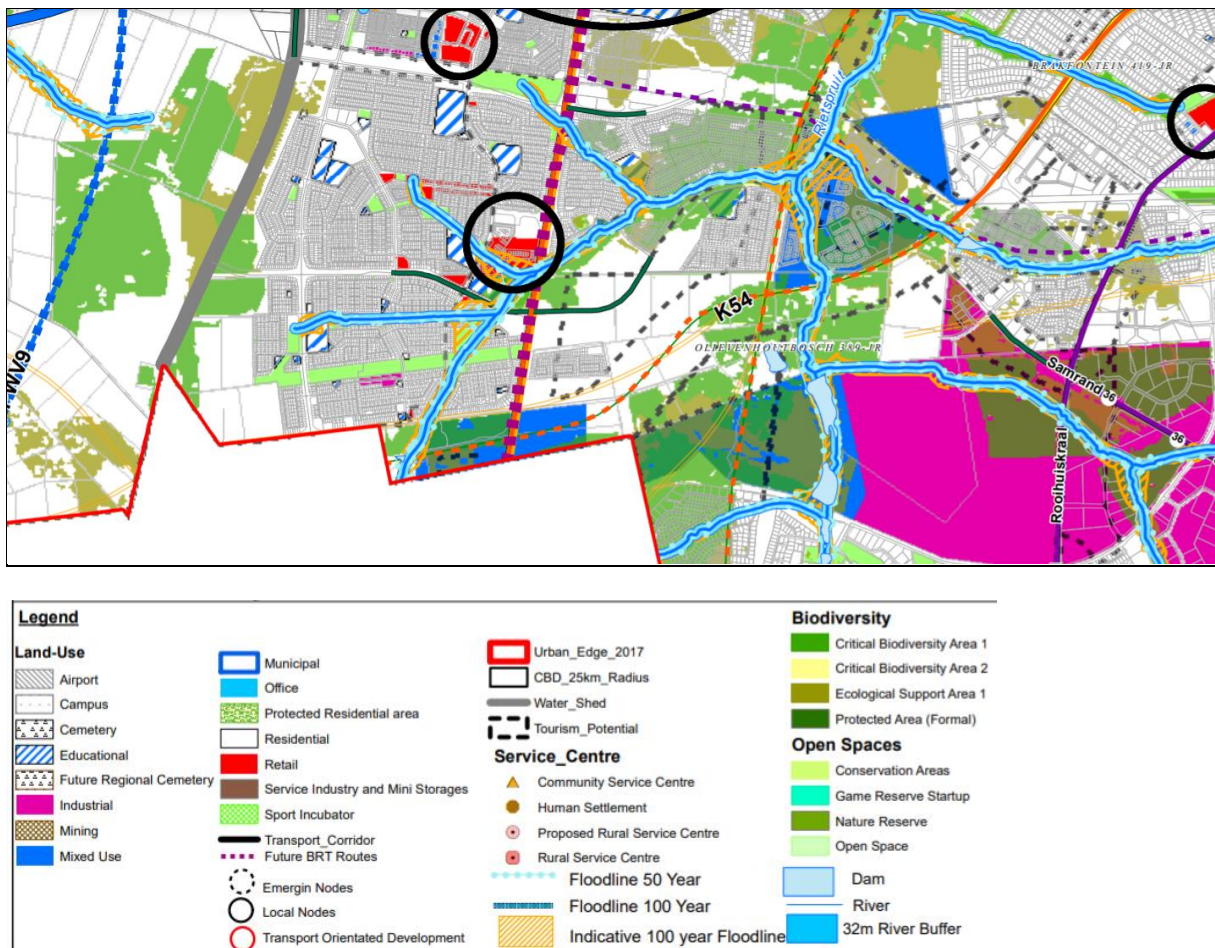 BRAKFONTEIN 419-JR
Rietspruit
K54
OLIEVENHOUTBOSCH 389-JR
PWV9
Samrand
36
36
Rooihuiskraal
Legend
Land-Use
Airport
Campus
Cemetery
Educational
Future Regional Cemetery
Industrial
Mining
Mixed Use
Municipal
Office
Protected Residential area
Residential
Retail
Service Industry and Mini Storages
Sport Incubator
Transport_Corridor
Future BRT Routes
Emergin Nodes
Local Nodes
Transport Orientated Development
Urban_Edge_2017
CBD_25km_Radius
Water_Shed
Tourism_Potential
Service_Centre
Community Service Centre
Human Settlement
Proposed Rural Service Centre
Rural Service Centre
Floodline 50 Year
Floodline 100 Year
Indicative 100 year Floodline
Biodiversity
Critical Biodiversity Area 1
Critical Biodiversity Area 2
Ecological Support Area 1
Protected Area (Formal)
Open Spaces
Conservation Areas
Game Reserve Startup
Nature Reserve
Open Space
Dam
River
32m River Buffer